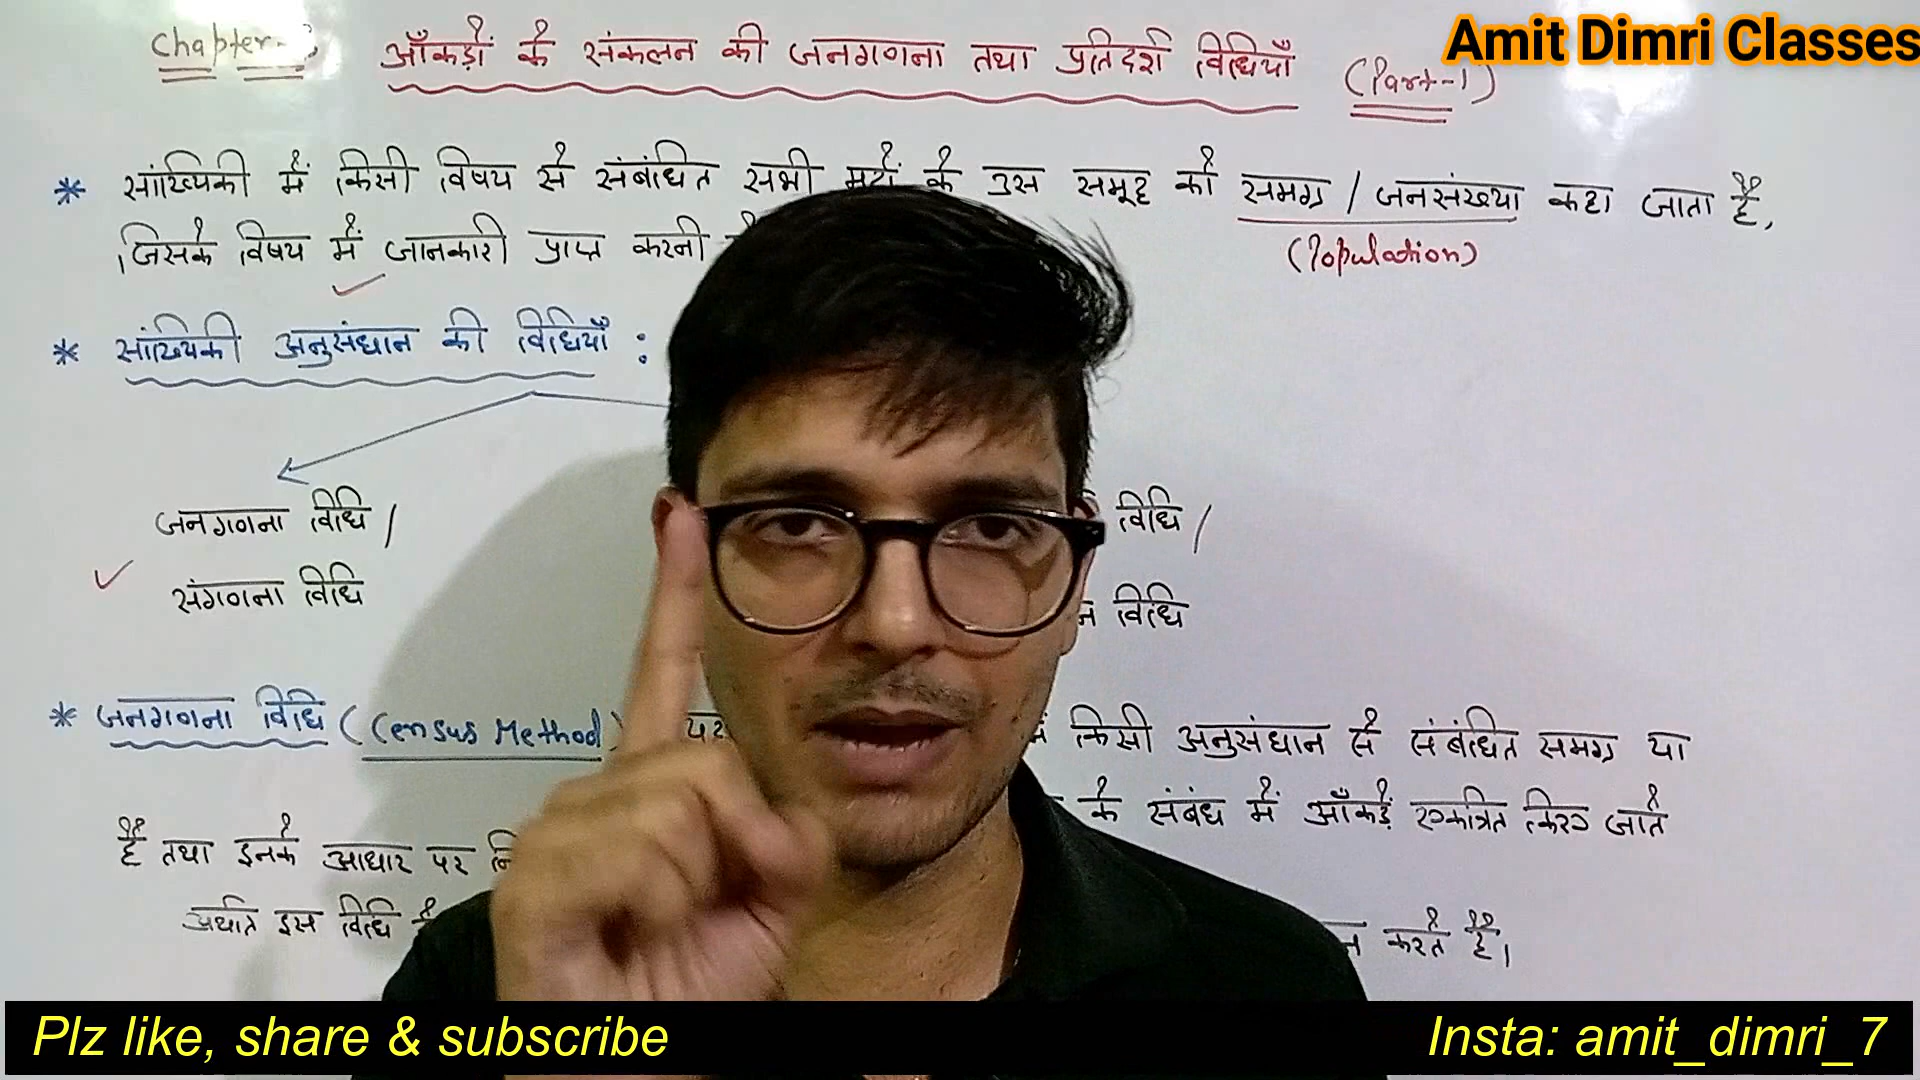 Amit Dimri Classes
Chapter- आँकड़ों के संकलन की जनगणना तथा प्रतिदर्श विधियाँ (Part-1)
* सांख्यिकी में किसी विषय से संबंधित सभी मदों के उस समूह को समग्र / जनसंख्या कहा जाता है,
(Population)
जिसके विषय में जानकारी प्राप्त करनी
* सांख्यिकी अनुसंधान की विधियाँ :
जनगणना विधि / विधि /
संगणना विधि विधि
* जनगणना विधि (Census Method) किसी अनुसंधान से संबंधित समग्र या
के संबंध में आँकड़ें एकत्रित किए जाते
हैं तथा इनके आधार पर
अर्थात इस विधि करते हैं।
Plz like, share & subscribe Insta: amit_dimri_7